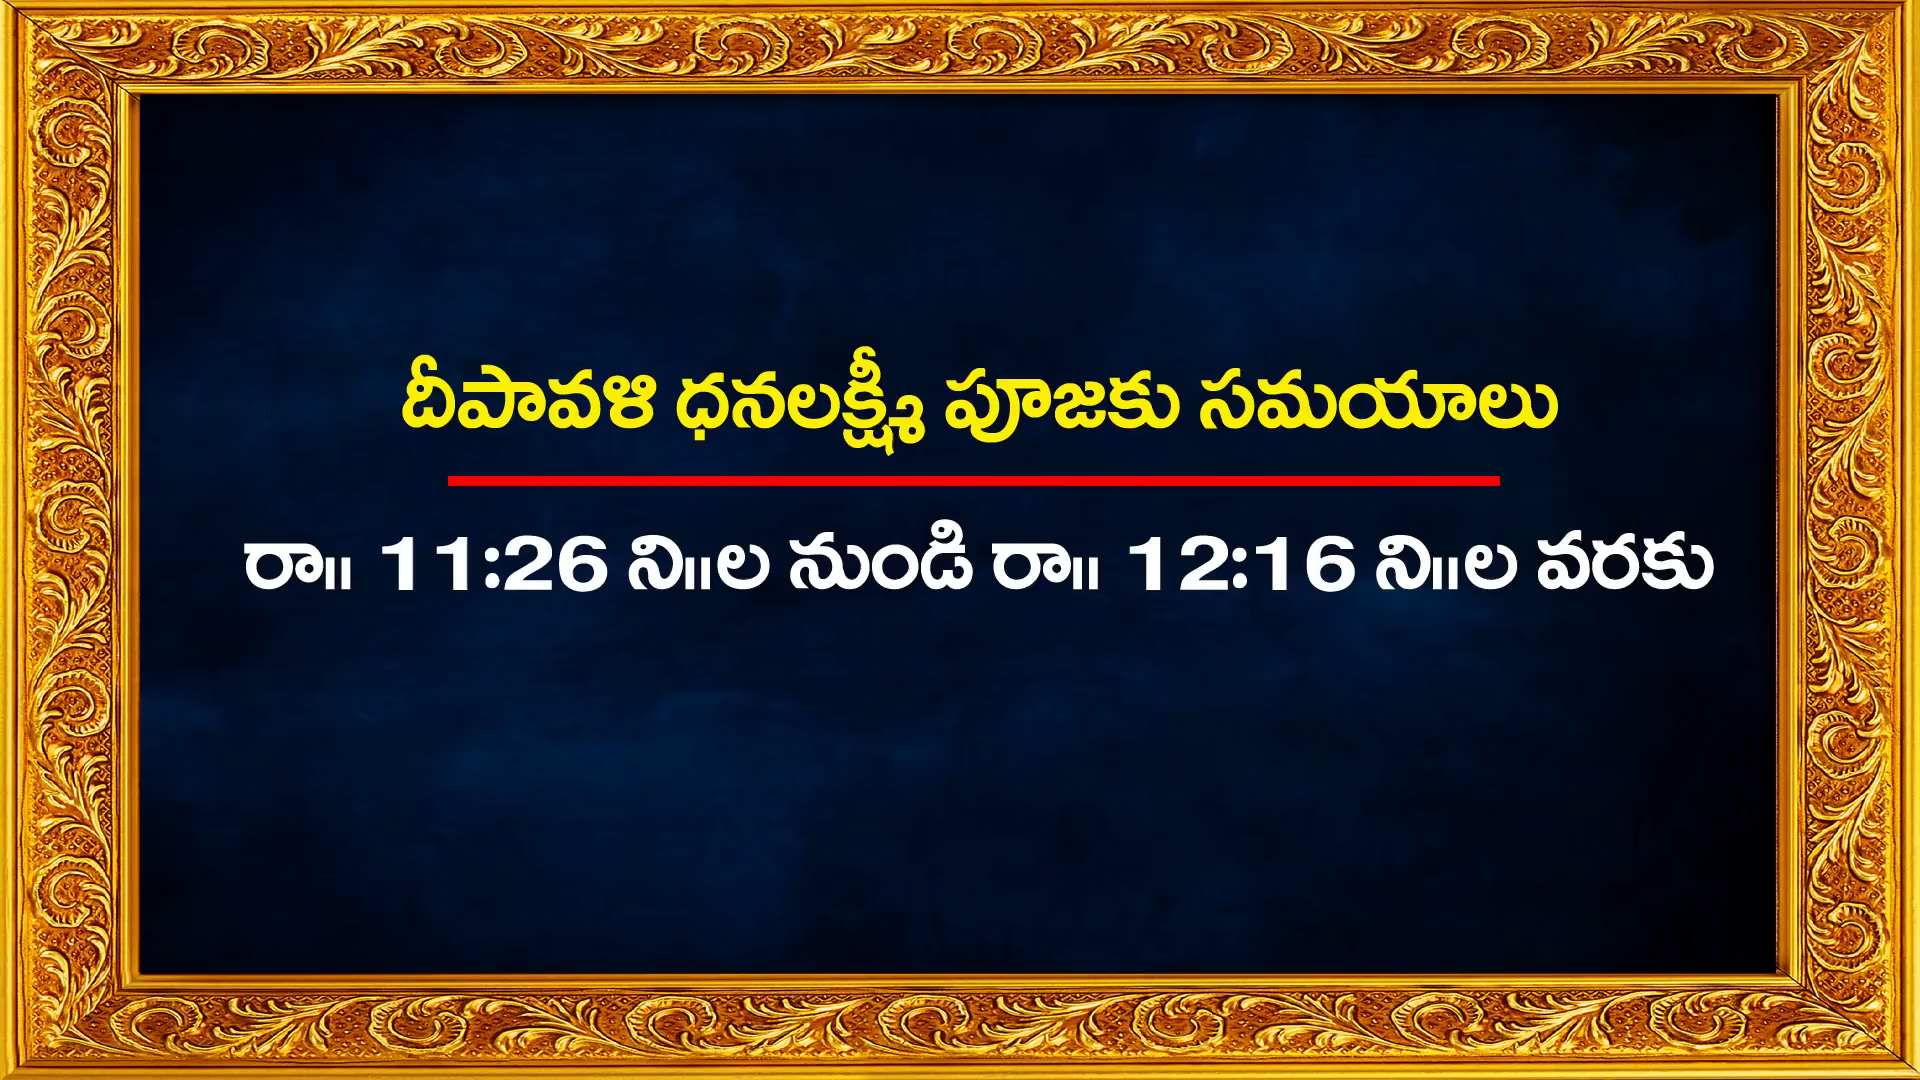 దీపావళి ధనలక్ష్మీ పూజకు సమయాలు
రా॥ 11:26 ని॥ల నుండి రా॥ 12:16 ని॥ల వరకు